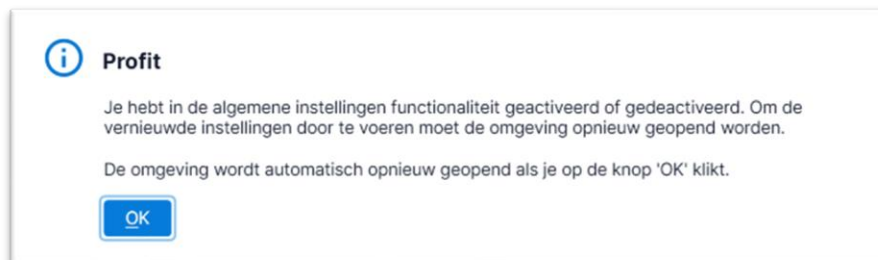 Profit
Je hebt in de algemene instellingen functionaliteit geactiveerd of gedeactiveerd. Om de
vernieuwde instellingen door te voeren moet de omgeving opnieuw geopend worden.
De omgeving wordt automatisch opnieuw geopend als je op de knop 'OK' klikt.
OK